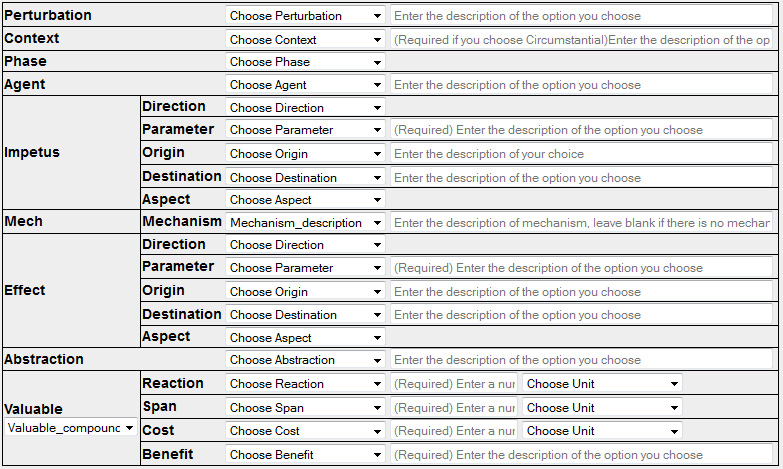 Perturbation Choose Perturbation Enter the description of the option you choose
Context Choose Context (Required if you choose Circumstantial)Enter the description of the op
Phase Choose Phase
Agent Choose Agent Enter the description of the option you choose
Impetus
Direction Choose Direction
Parameter Choose Parameter (Required) Enter the description of the option you choose
Origin Choose Origin Enter the description of your choice
Destination Choose Destination Enter the description of the option you choose
Aspect Choose Aspect
Mech Mechanism Mechanism_description Enter the description of mechanism, leave blank if there is no mechar
Effect
Direction Choose Direction
Parameter Choose Parameter (Required) Enter the description of the option you choose
Origin Choose Origin Enter the description of the option you choose
Destination Choose Destination Enter the description of the option you choose
Aspect Choose Aspect
Abstraction Choose Abstraction Enter the description of the option you choose
Valuable
Valuable_compound
Reaction Choose Reaction (Required) Enter a nur Choose Unit
Span Choose Span (Required) Enter a nur Choose Unit
Cost Choose Cost (Required) Enter a nur Choose Unit
Benefit Choose Benefit (Required) Enter the description of the option you choose